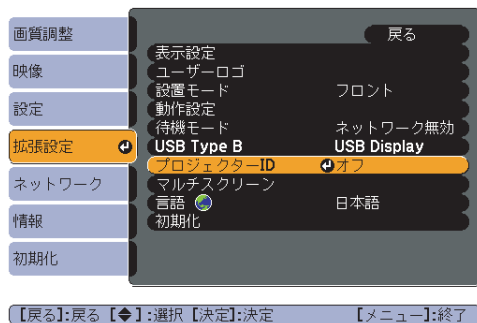 画質調整
映像
設定
拡張設定
ネットワーク
情報
初期化
戻る
表示設定
ユーザーロゴ
設置モード フロント
動作設定
待機モード ネットワーク無効
USB Type B USB Display
プロジェクターID オフ
マルチスクリーン
言語 日本語
初期化
【戻る】:戻る 【◆】:選択 【決定】:決定 【メニュー】:終了